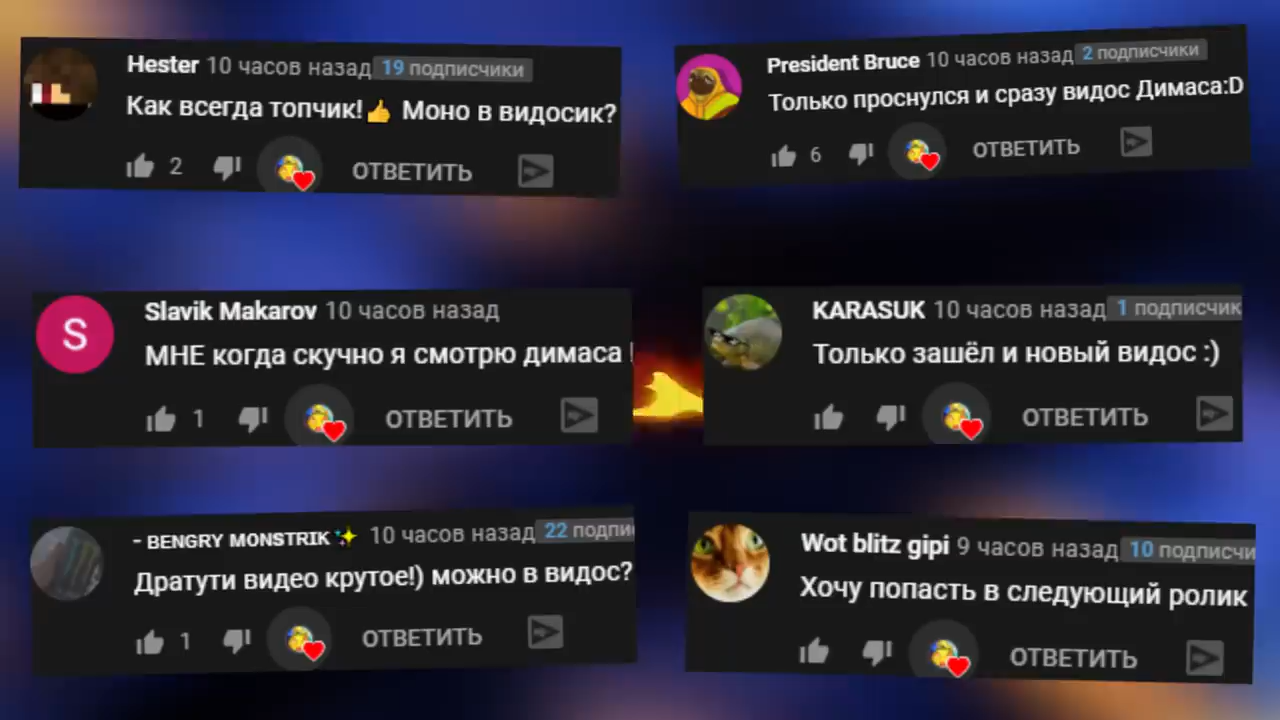 Hester 10 часов назад 19 подписчики
Как всегда топчик!👍 Моно в видосик?
2 ОТВЕТИТЬ
President Bruce 10 часов назад 2 подписчики
Только проснулся и сразу видос Димаса:D
6 ОТВЕТИТЬ
S
Slavik Makarov 10 часов назад
МНЕ когда скучно я смотрю димаса !
1 ОТВЕТИТЬ
KARASUK 10 часов назад 1 подписчик
Только зашёл и новый видос :)
ОТВЕТИТЬ
- BENGRY MONSTRIK✨ 10 часов назад 22 подпи
Дратути видео крутое!) можно в видос?
1 ОТВЕТИТЬ
Wot blitz gipi 9 часов назад 10 подписчи
Хочу попасть в следующий ролик
ОТВЕТИТЬ